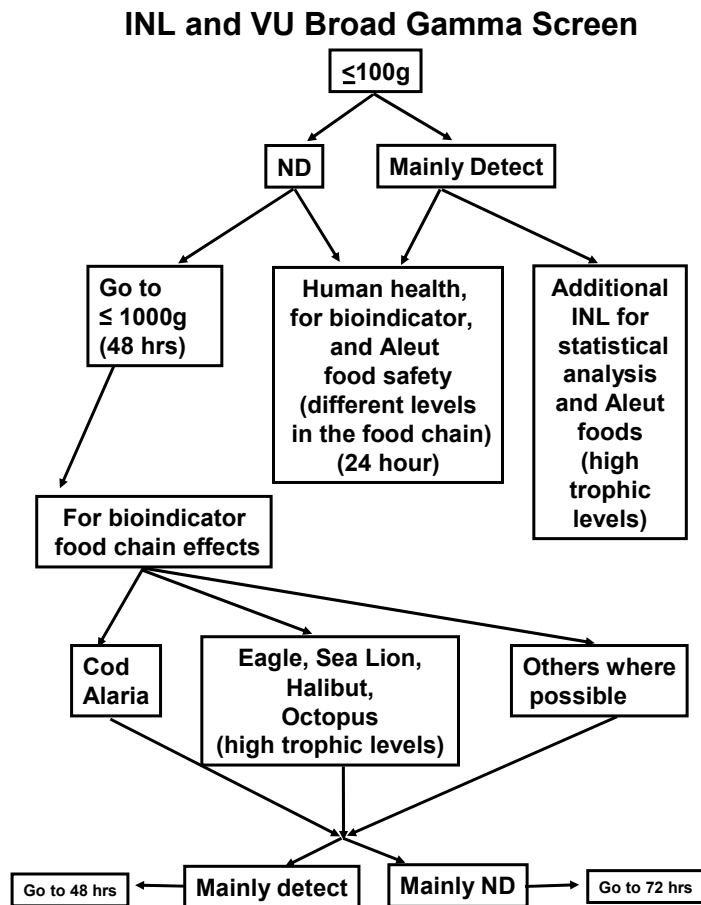 INL and VU Broad Gamma Screen
≤100g
ND
Mainly Detect
Go to
≤ 1000g
(48 hrs)
Human health,
for bioindicator,
and Aleut
food safety
(different levels
in the food chain)
(24 hour)
Additional
INL for
statistical
analysis
and Aleut
foods
(high
trophic
levels)
For bioindicator
food chain effects
Cod
Alaria
Eagle, Sea Lion,
Halibut,
Octopus
(high trophic levels)
Others where
possible
Go to 48 hrs
Mainly detect
Mainly ND
Go to 72 hrs